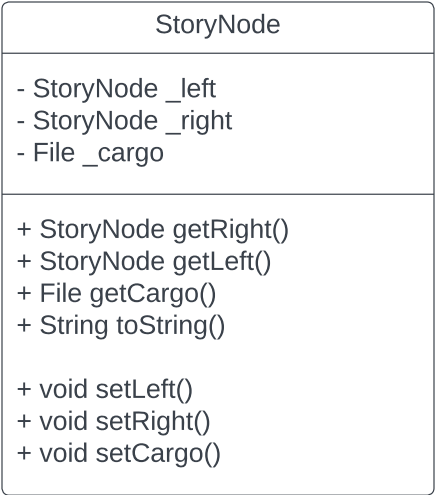 StoryNode
- StoryNode _left
- StoryNode _right
- File _cargo
+ StoryNode getRight()
+ StoryNode getLeft()
+ File getCargo()
+ String toString()
+ void setLeft()
+ void setRight()
+ void setCargo()